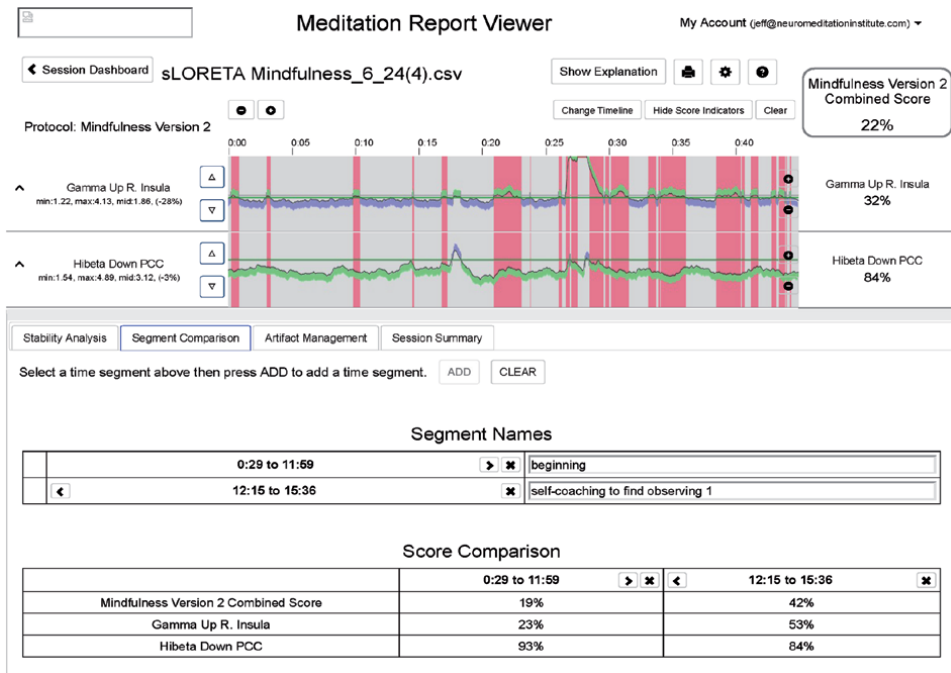 Meditation Report Viewer
My Account (jeff@neuromeditationinstitute.com)
Session Dashboard
sLORETA Mindfulness_6_24(4).csv
Show Explanation
Mindfulness Version 2
Combined Score
22%
Change Timeline
Hide Score Indicators
Clear
Protocol: Mindfulness Version 2
0:00 0:05 0:10 0:15 0:20 0:25 0:30 0:35 0:40
Gamma Up R. Insula
min:1.22, max:4.13, mid:1.86, (-28%)
Gamma Up R. Insula
32%
Hibeta Down PCC
min:1.54, max:4.89, mid:3.12, (-3%)
Hibeta Down PCC
84%
Stability Analysis
Segment Comparison
Artifact Management
Session Summary
Select a time segment above then press ADD to add a time segment.
ADD
CLEAR
Segment Names
0:29 to 11:59
beginning
12:15 to 15:36
self-coaching to find observing 1
Score Comparison
0:29 to 11:59
12:15 to 15:36
Mindfulness Version 2 Combined Score 19% 42%
Gamma Up R. Insula 23% 53%
Hibeta Down PCC 93% 84%